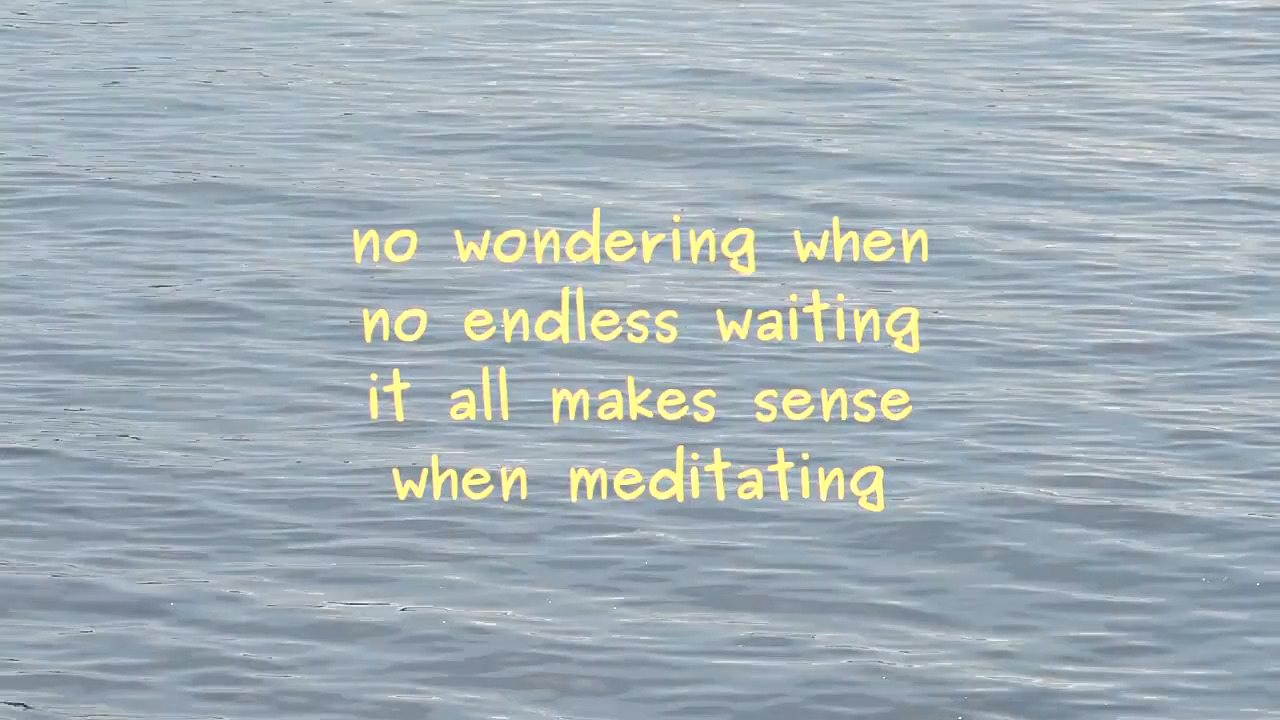 no wondering when
no endless waiting
it all makes sense
when meditating